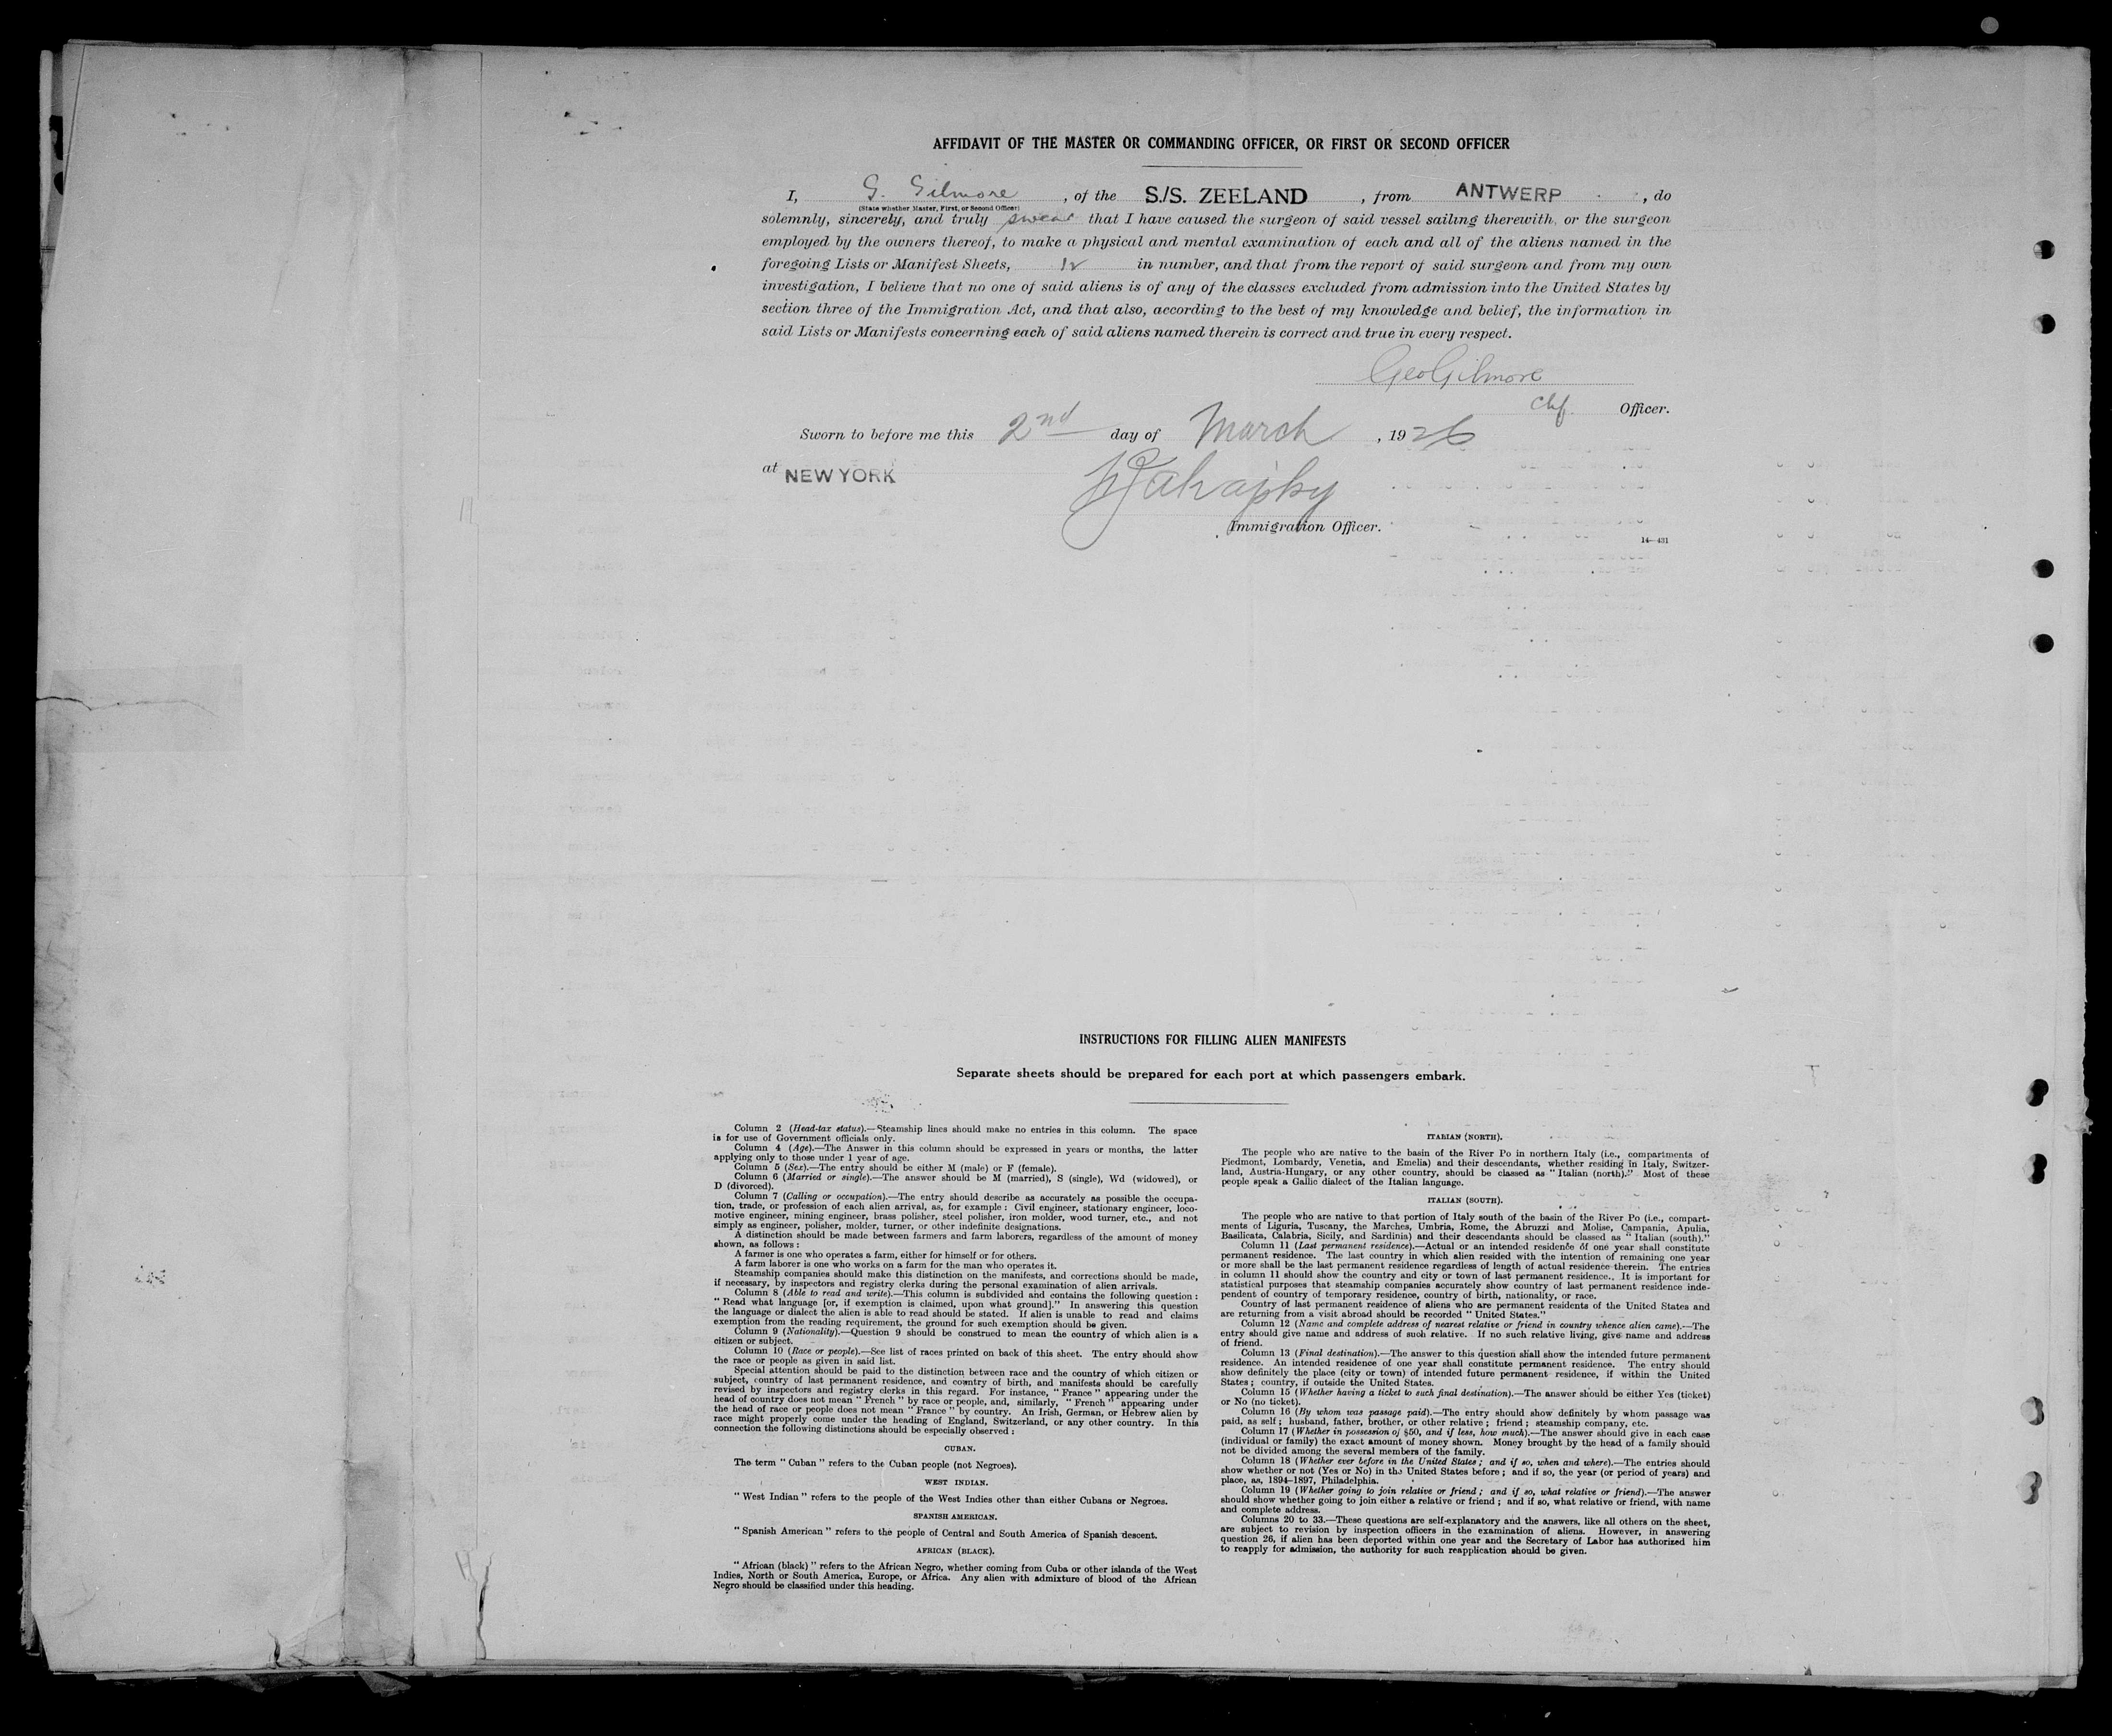 AFFIDAVIT OF THE MASTER OR COMMANDING OFFICER, OR FIRST OR SECOND OFFICER
I, G. Gilmore, of the S./S. ZEELAND, from ANTWERP, do
(State whether Master, First, or Second Officer)
solemnly, sincerely, and truly swear that I have caused the surgeon of said vessel sailing therewith, or the surgeon
employed by the owners thereof, to make a physical and mental examination of each and all of the aliens named in the
foregoing Lists or Manifest Sheets, 12 in number, and that from the report of said surgeon and from my own
investigation, I believe that no one of said aliens is of any of the classes excluded from admission into the United States by
section three of the Immigration Act, and that also, according to the best of my knowledge and belief, the information in
said Lists or Manifests concerning each of said aliens named therein is correct and true in every respect.
Geo Gilmore
Chf. Officer.
Sworn to before me this 2nd day of March, 1926
at NEW YORK
Immigration Officer.
14—431
INSTRUCTIONS FOR FILLING ALIEN MANIFESTS
Separate sheets should be prepared for each port at which passengers embark.
Column 2 (Head-tax status).—Steamship lines should make no entries in this column. The space
is for use of Government officials only.
Column 4 (Age).—The Answer in this column should be expressed in years or months, the latter
applying only to those under 1 year of age.
Column 5 (Sex).—The entry should be either M (male) or F (female).
Column 6 (Married or single).—The answer should be M (married), S (single), Wd (widowed), or
D (divorced).
Column 7 (Calling or occupation).—The entry should describe as accurately as possible the occupa-
tion, trade, or profession of each alien arrival, as, for example: Civil engineer, stationary engineer, loco-
motive engineer, mining engineer, brass polisher, steel polisher, iron molder, wood turner, etc., and not
simply as engineer, polisher, molder, turner, or other indefinite designations.
A distinction should be made between farmers and farm laborers, regardless of the amount of money
shown, as follows:
A farmer is one who operates a farm, either for himself or for others.
A farm laborer is one who works on a farm for the man who operates it.
Steamship companies should make this distinction on the manifests, and corrections should be made,
if necessary, by inspectors and registry clerks during the personal examination of alien arrivals.
Column 8 (Able to read and write).—This column is subdivided and contains the following question:
"Read what language [or, if exemption is claimed, upon what ground]." In answering this question
the language or dialect the alien is able to read should be stated. If alien is unable to read and claims
exemption from the reading requirement, the ground for such exemption should be given.
Column 9 (Nationality).—Question 9 should be construed to mean the country of which alien is a
citizen or subject.
Column 10 (Race or people).—See list of races printed on back of this sheet. The entry should show
the race or people as given in said list.
Special attention should be paid to the distinction between race and the country of which citizen or
subject, country of last permanent residence, and country of birth, and manifests should be carefully
revised by inspectors and registry clerks in this regard. For instance, "France" appearing under the
head of country does not mean "French" by race or people, and, similarly, "French" appearing under
the head of race or people does not mean "France" by country. An Irish, German, or Hebrew alien by
race might properly come under the heading of England, Switzerland, or any other country. In this
connection the following distinctions should be especially observed:
CUBAN.
The term "Cuban" refers to the Cuban people (not Negroes).
WEST INDIAN.
"West Indian" refers to the people of the West Indies other than either Cubans or Negroes.
SPANISH AMERICAN.
"Spanish American" refers to the people of Central and South America of Spanish descent.
AFRICAN (BLACK).
"African (black)" refers to the African Negro, whether coming from Cuba or other islands of the West
Indies, North or South America, Europe, or Africa. Any alien with admixture of blood of the African
Negro should be classified under this heading.
ITALIAN (NORTH).
The people who are native to the basin of the River Po in northern Italy (i.e., compartments of
Piedmont, Lombardy, Venetia, and Emelia) and their descendants, whether residing in Italy, Switzer-
land, Austria-Hungary, or any other country, should be classed as "Italian (north)." Most of these
people speak a Gallic dialect of the Italian language.
ITALIAN (SOUTH).
The people who are native to that portion of Italy south of the basin of the River Po (i.e., compart-
ments of Liguria, Tuscany, the Marches, Umbria, Rome, the Abruzzi and Molise, Campania, Apulia,
Basilicata, Calabria, Sicily, and Sardinia) and their descendants should be classed as "Italian (south)."
Column 11 (Last permanent residence).—Actual or an intended residence of one year shall constitute
permanent residence. The last country in which alien resided with the intention of remaining one year
or more shall be the last permanent residence regardless of length of actual residence therein. The entries
in column 11 should show the country and city or town of last permanent residence. It is important for
statistical purposes that steamship companies accurately show country of last permanent residence inde-
pendent of country of temporary residence, country of birth, nationality, or race.
Country of last permanent residence of aliens who are permanent residents of the United States and
are returning from a visit abroad should be recorded "United States."
Column 12 (Name and complete address of nearest relative or friend in country whence alien came).—The
entry should give name and address of such relative. If no such relative living, give name and address
of friend.
Column 13 (Final destination).—The answer to this question shall show the intended future permanent
residence. An intended residence of one year shall constitute permanent residence. The entry should
show definitely the place (city or town) of intended future permanent residence, if within the United
States; country, if outside the United States.
Column 15 (Whether having a ticket to such final destination).—The answer should be either Yes (ticket)
or No (no ticket).
Column 16 (By whom was passage paid).—The entry should show definitely by whom passage was
paid, as self; husband, father, brother, or other relative; friend; steamship company, etc.
Column 17 (Whether in possession of $50, and if less, how much).—The answer should give in each case
(individual or family) the exact amount of money shown. Money brought by the head of a family should
not be divided among the several members of the family.
Column 18 (Whether ever before in the United States; and if so, when and where).—The entries should
show whether or not (Yes or No) in the United States before; and if so, the year (or period of years) and
place, as, 1894-1897, Philadelphia.
Column 19 (Whether going to join relative or friend; and if so, what relative or friend).—The answer
should show whether going to join either a relative or friend; and if so, what relative or friend, with name
and complete address.
Columns 20 to 33.—These questions are self-explanatory and the answers, like all others on the sheet,
are subject to revision by inspection officers in the examination of aliens. However, in answering
question 26, if alien has been deported within one year and the Secretary of Labor has authorized him
to reapply for admission, the authority for such reapplication should be given.